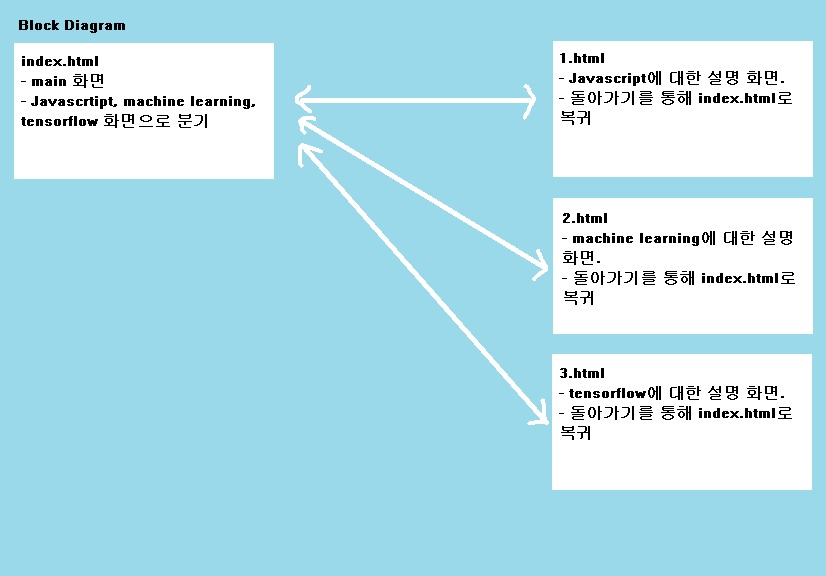 Block Diagram
index.html
- main 화면
- Javascrtipt, machine learning,
tensorflow 화면으로 분기
1.html
- Javascript에 대한 설명 화면.
- 돌아가기를 통해 index.html로
복귀
2.html
- machine learning에 대한 설명
화면.
- 돌아가기를 통해 index.html로
복귀
3.html
- tensorflow에 대한 설명 화면.
- 돌아가기를 통해 index.html로
복귀